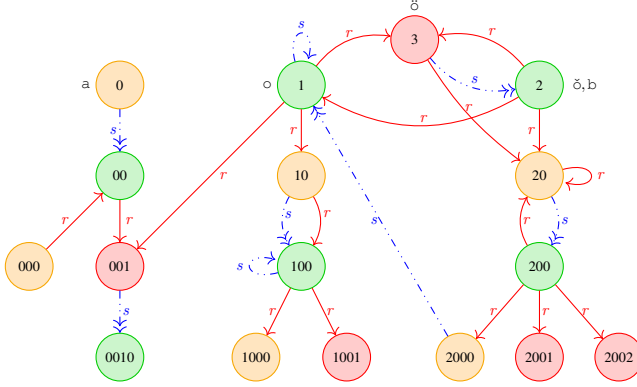 ö
3
r r
s
a 0 o 1 s 2 ǒ,b
r r
s r r r
00 10 20 r
r r r s r r s
000 001 s 100 200
s r r r r r
0010 1000 1001 2000 2001 2002